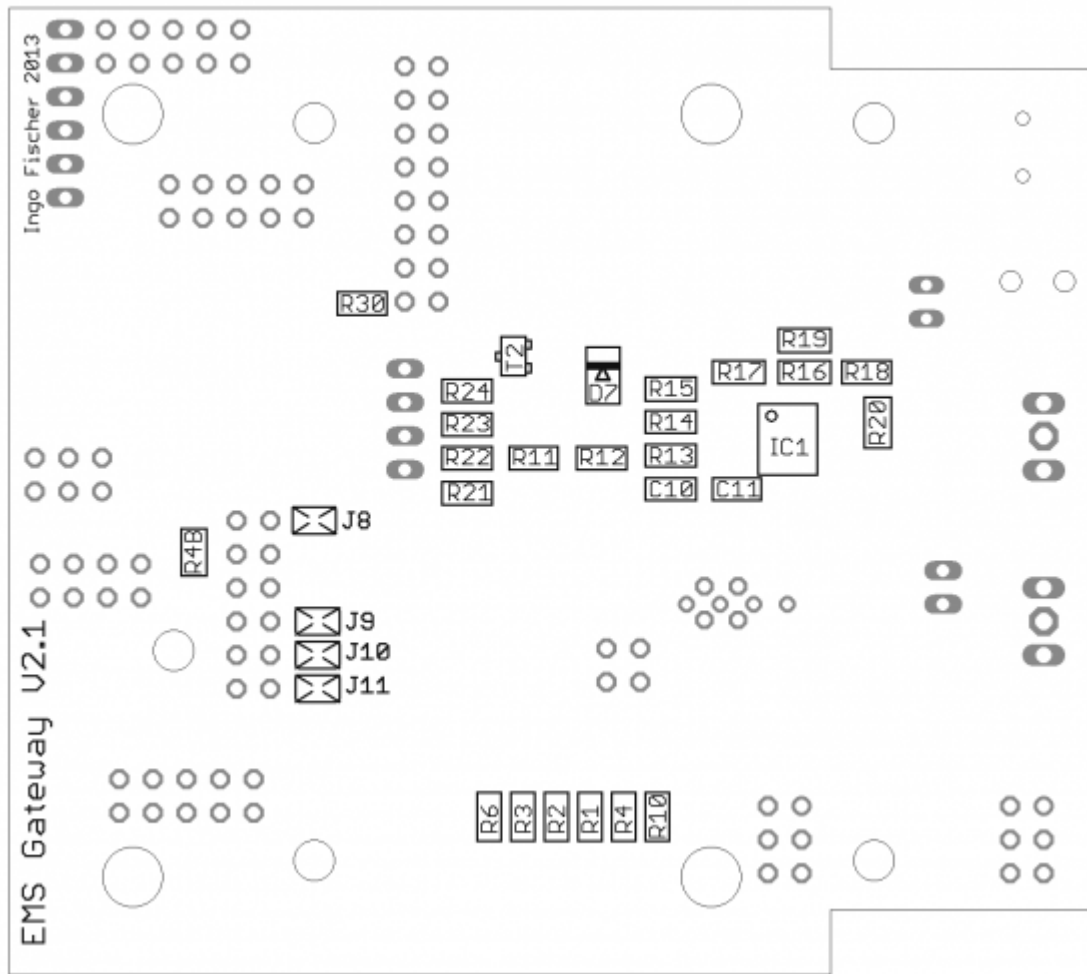 Ingo Fischer 2013
R30
T2
D7
R19
R17
R16
R18
R24
R15
R20
R23
R14
IC1
R22
R11
R12
R13
R21
C10
C11
J8
R4B
J9
J10
J11
EMS Gateway V2.1
R6
R3
R2
R1
R4
R10